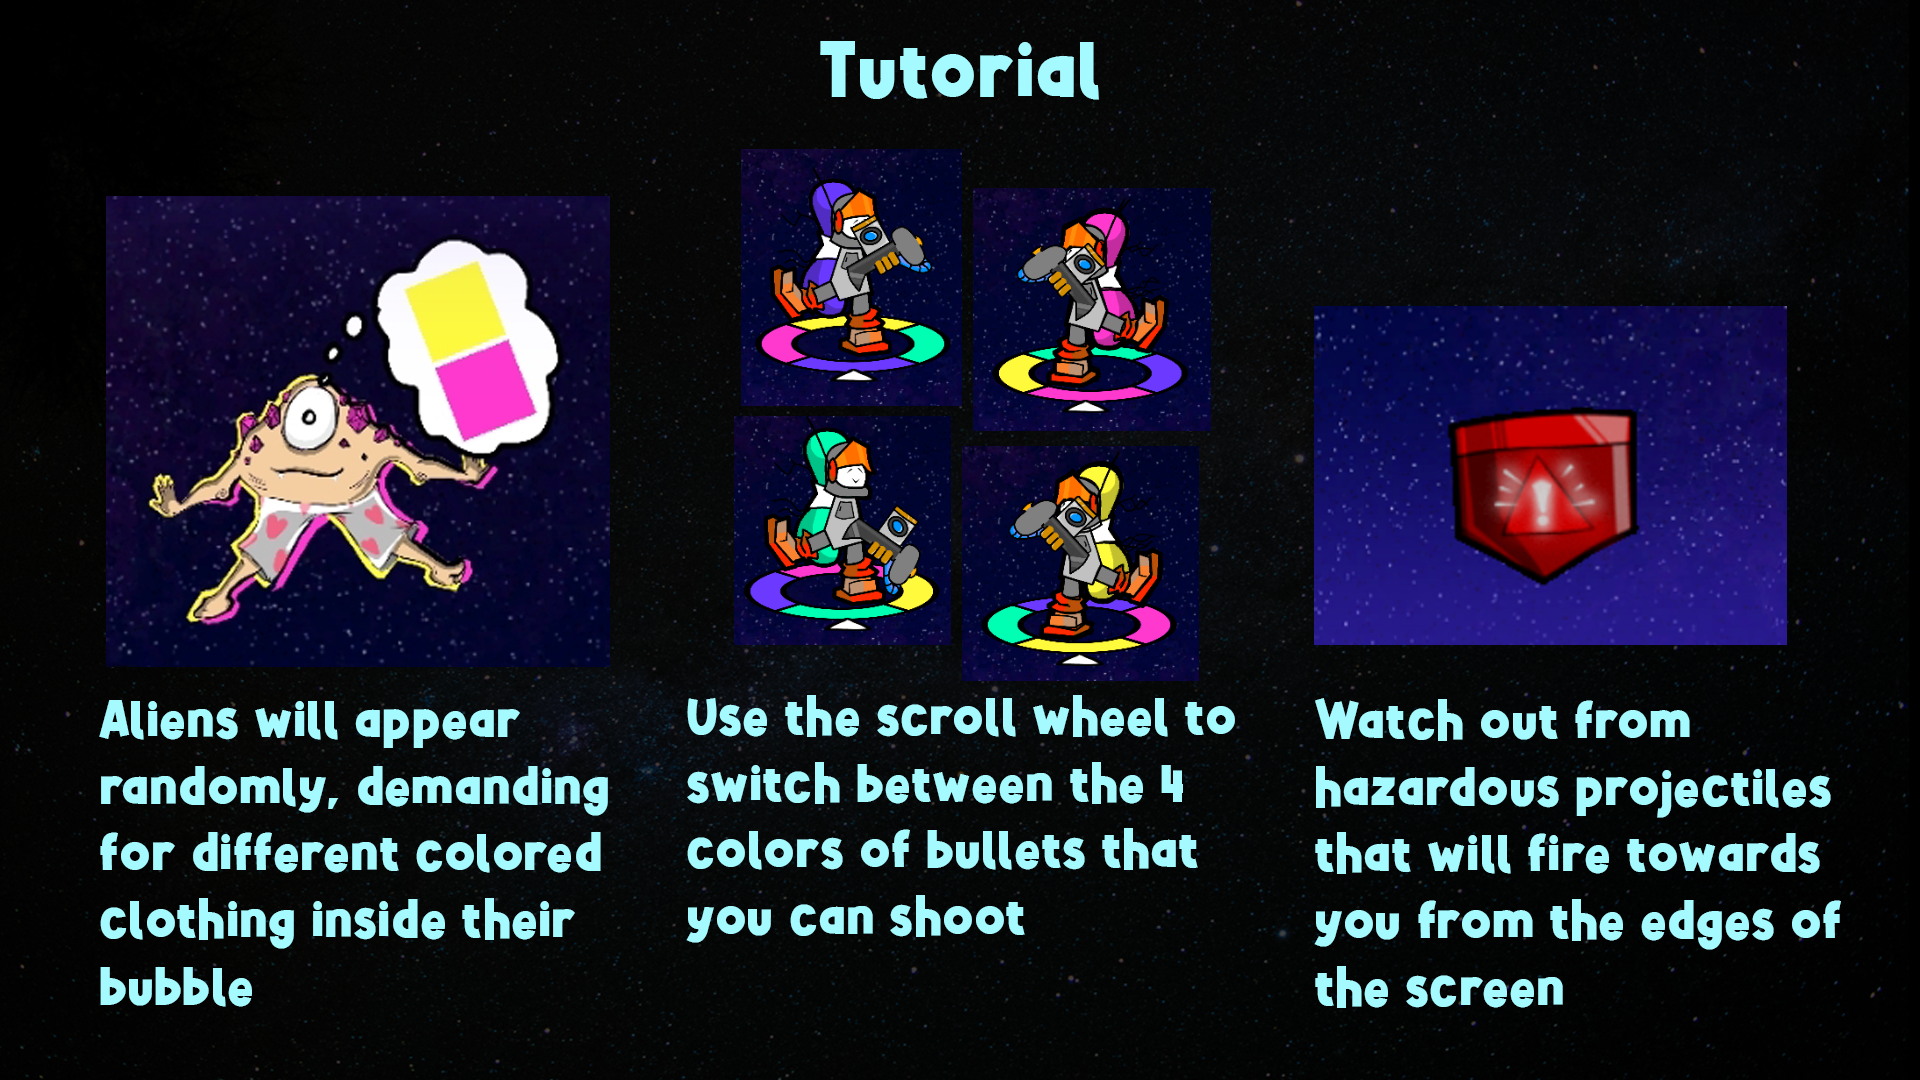 Tutorial
Aliens will appear
randomly, demanding
for different colored
clothing inside their
bubble
Use the scroll wheel to
switch between the 4
colors of bullets that
you can shoot
Watch out from
hazardous projectiles
that will fire towards
you from the edges of
the screen